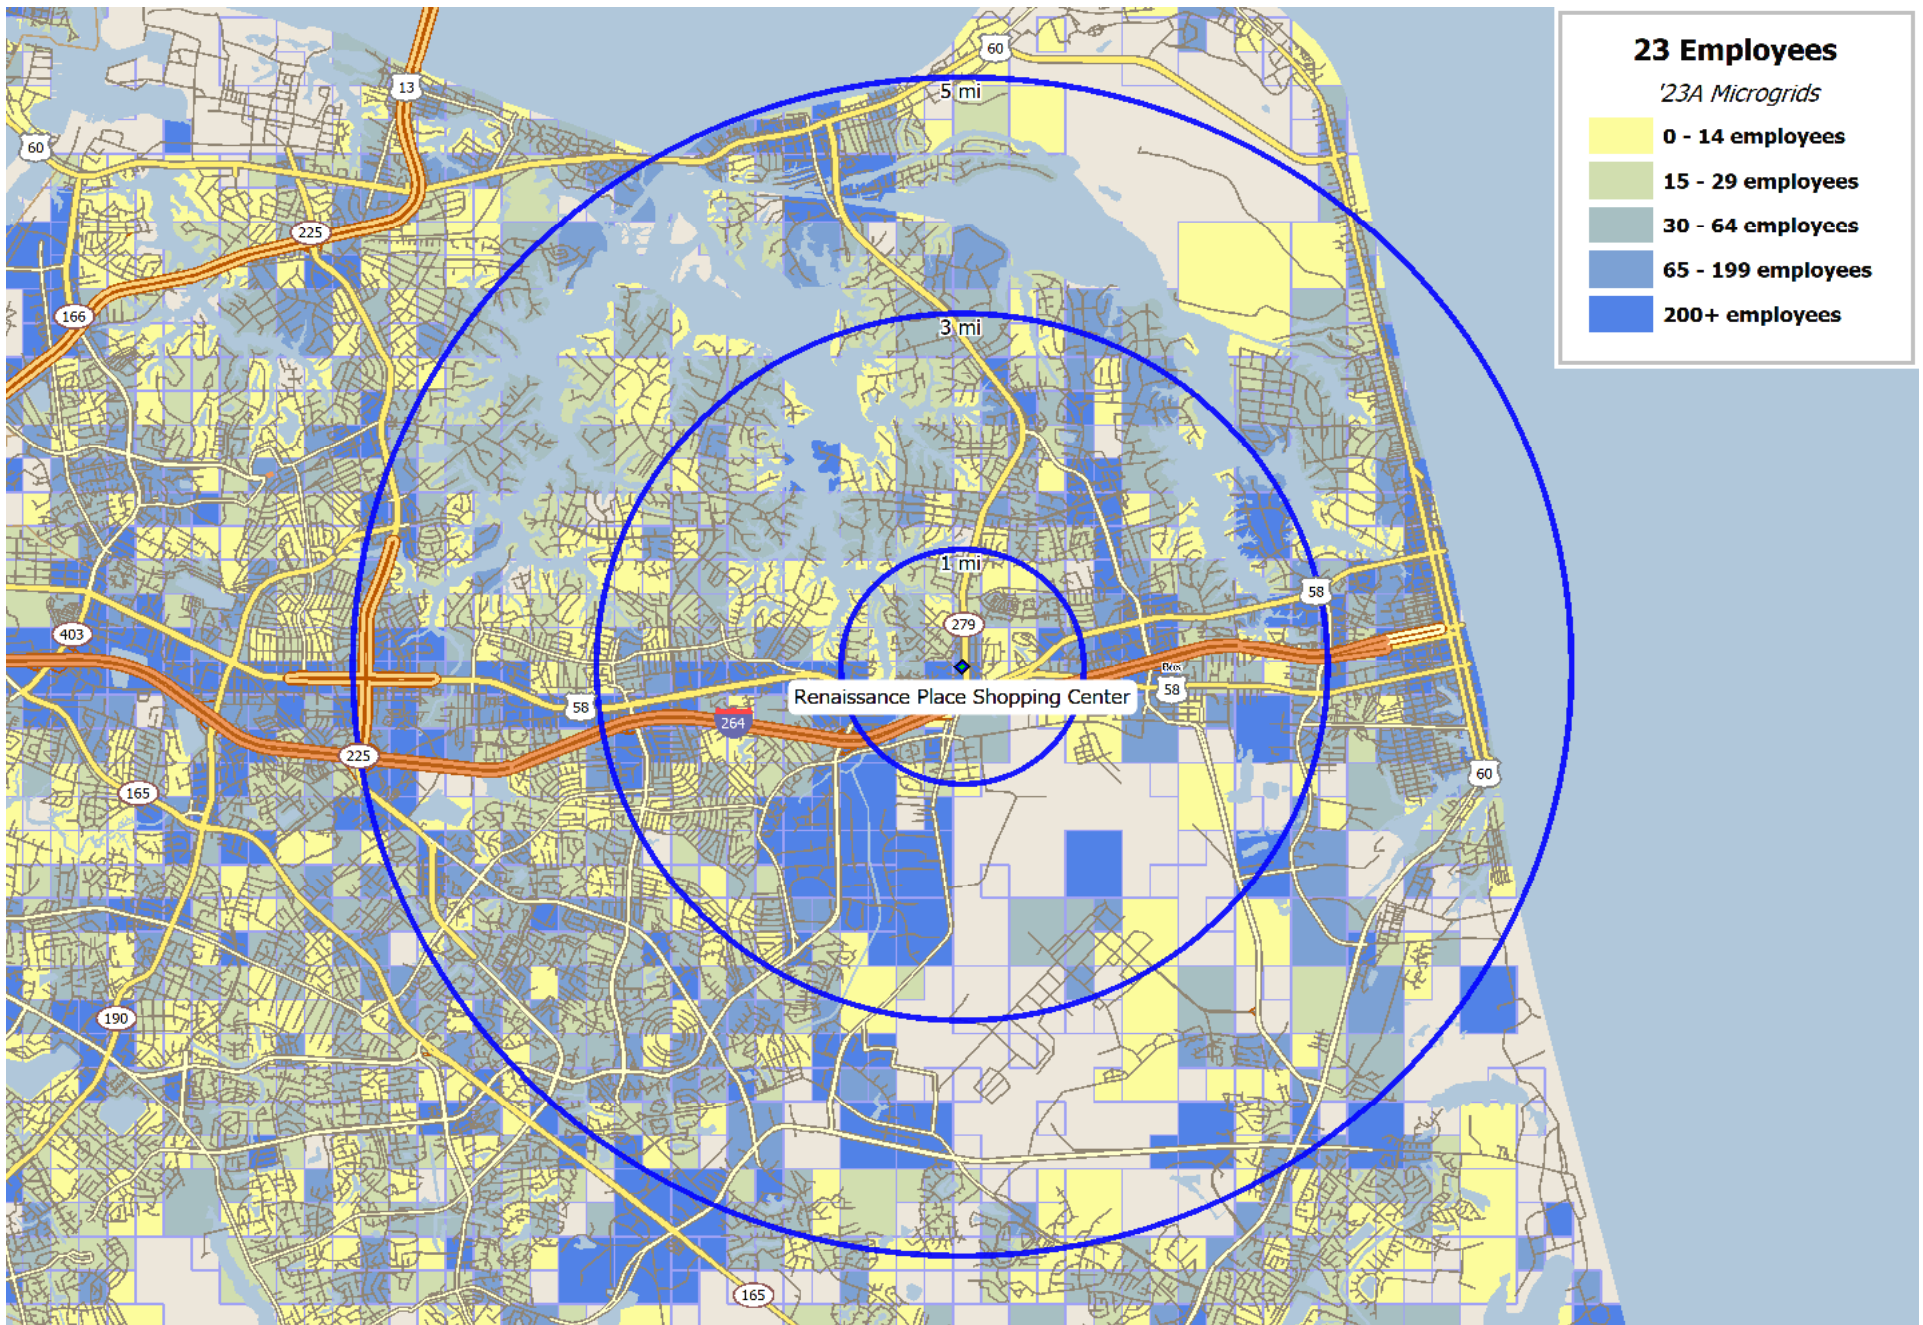 23 Employees
'23A Microgrids
0 - 14 employees
15 - 29 employees
30 - 64 employees
65 - 199 employees
200+ employees
60
13
5 mi
60
225
166
3 mi
1 mi
58
279
403
58
58
Renaissance Place Shopping Center
264
225
60
165
190
165